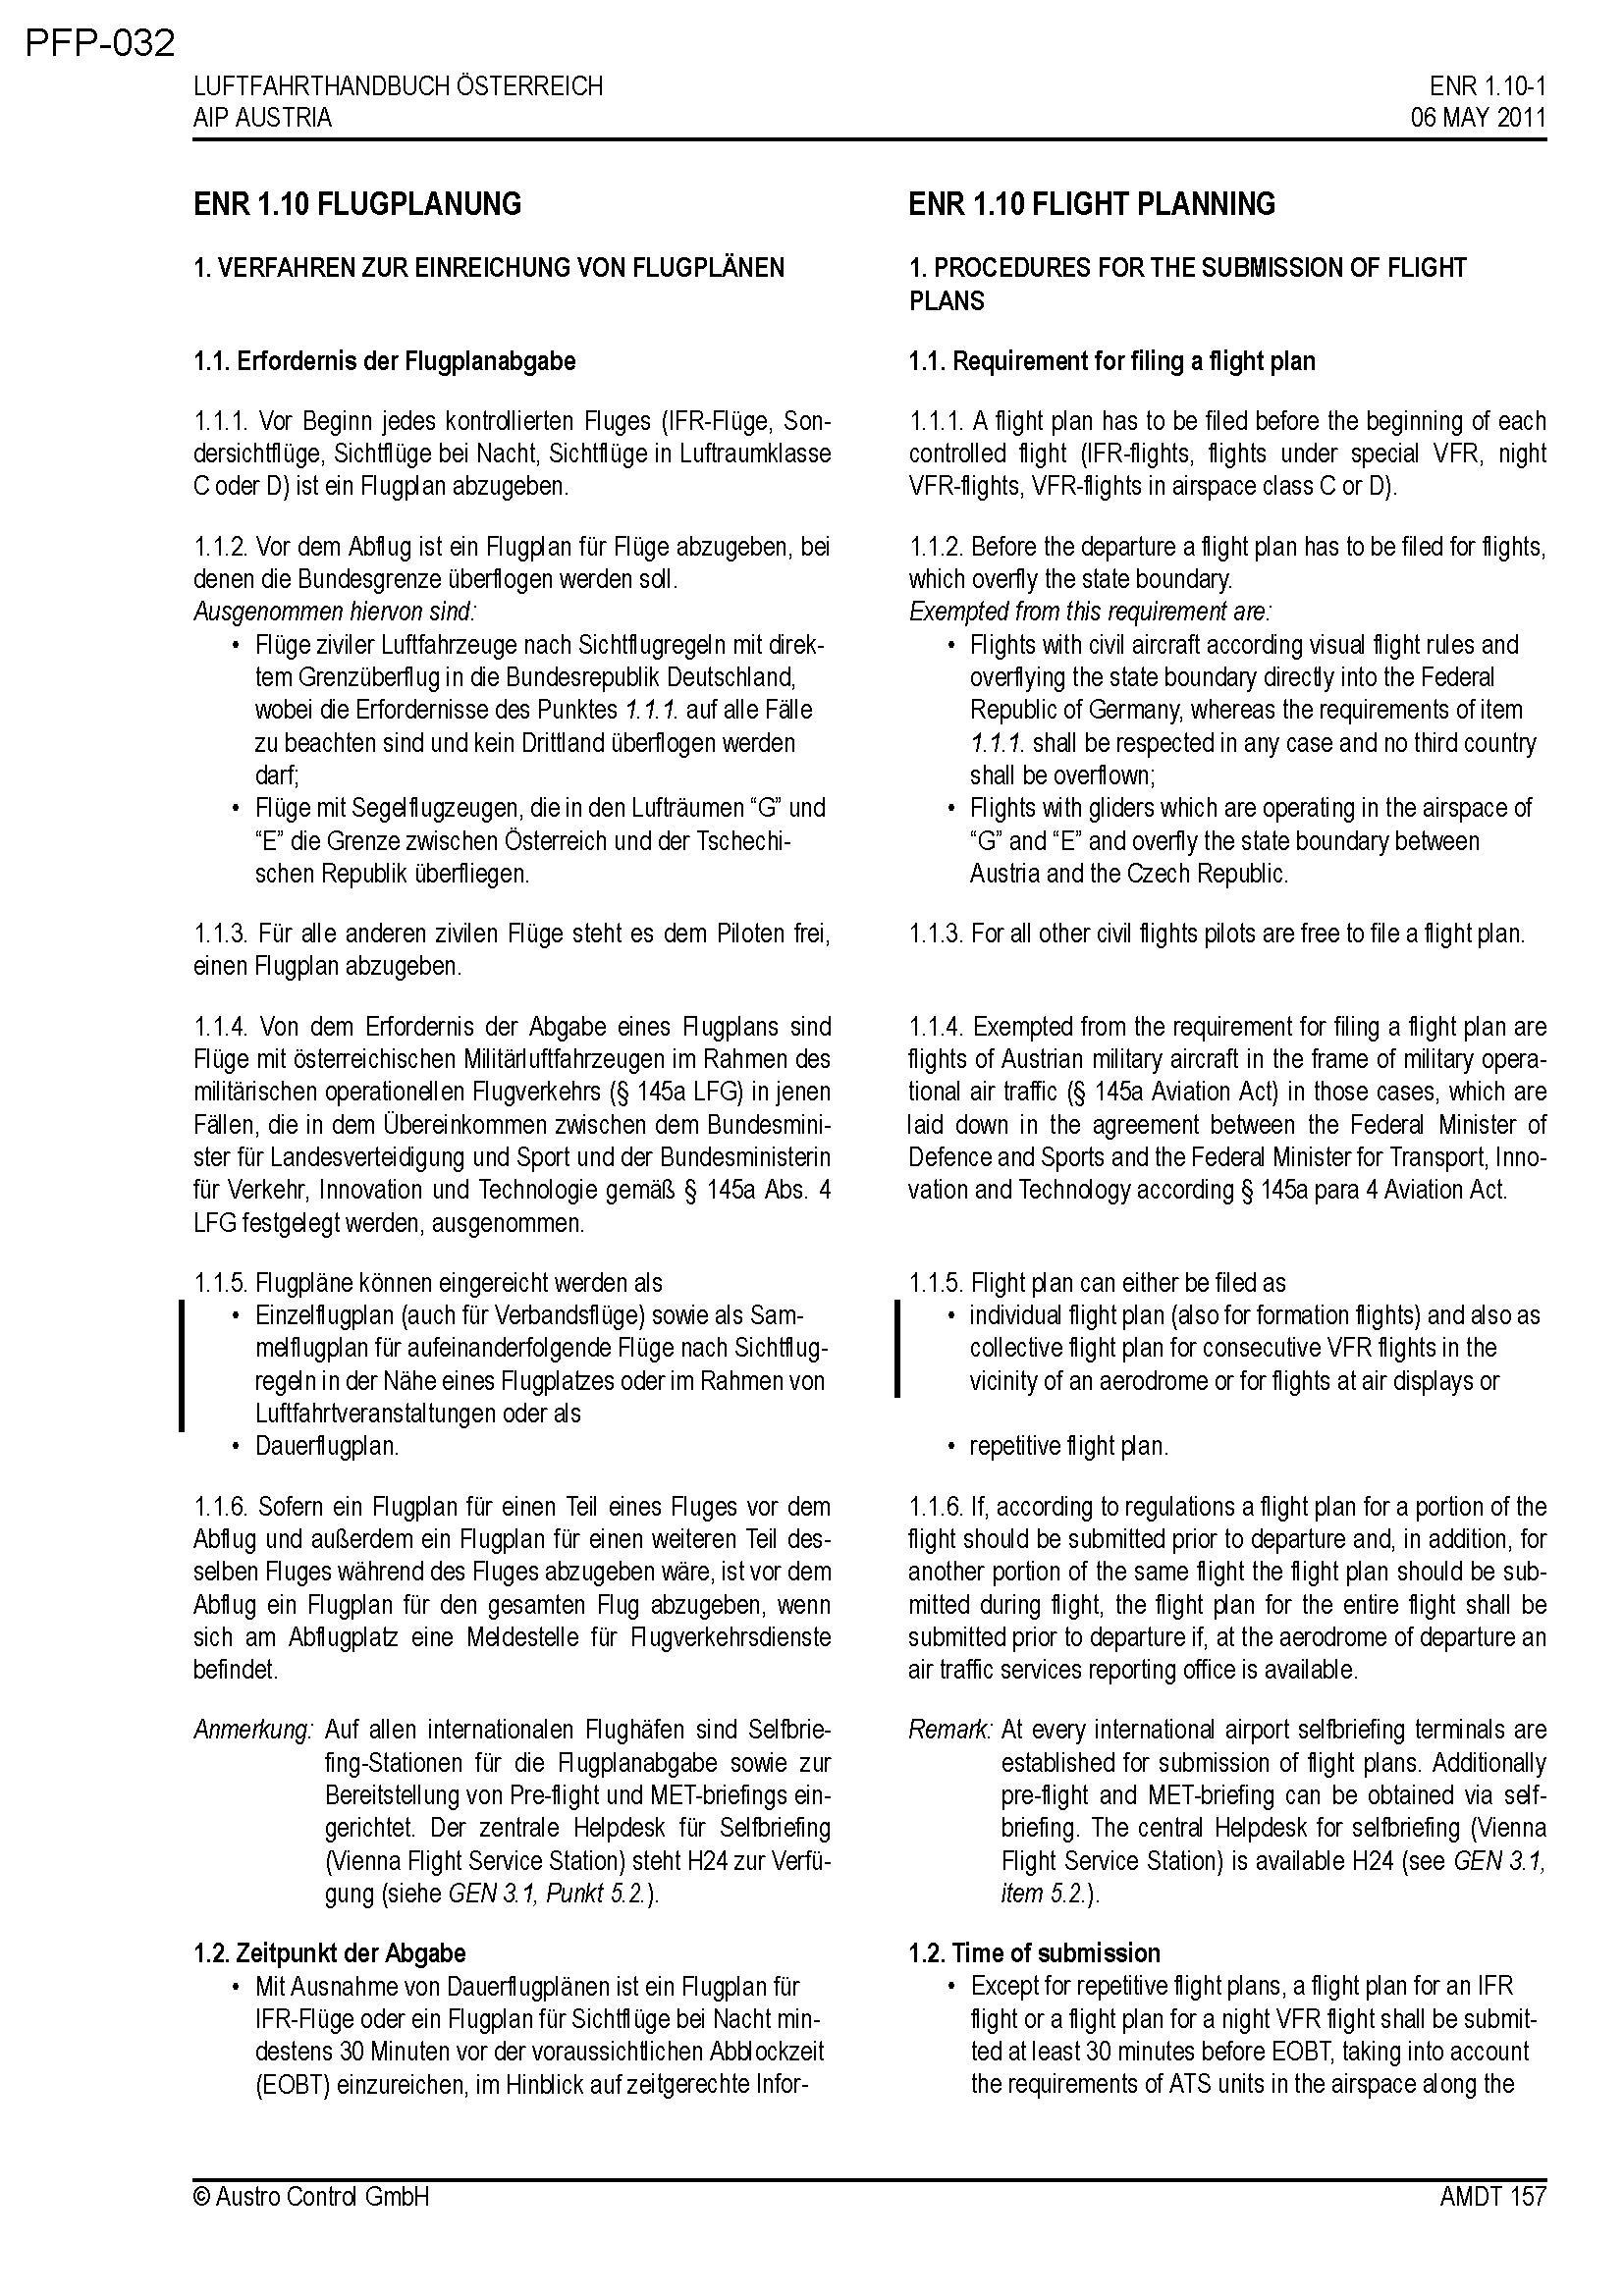 PFP-032
LUFTFAHRTHANDBUCH ÖSTERREICH
AIP AUSTRIA
ENR 1.10-1
06 MAY 2011
ENR 1.10 FLUGPLANUNG
1. VERFAHREN ZUR EINREICHUNG VON FLUGPLÄNEN
1.1. Erfordernis der Flugplanabgabe
1.1.1. Vor Beginn jedes kontrollierten Fluges (IFR-Flüge, Son-
dersichtflüge, Sichtflüge bei Nacht, Sichtflüge in Luftraumklasse
C oder D) ist ein Flugplan abzugeben.
1.1.2. Vor dem Abflug ist ein Flugplan für Flüge abzugeben, bei
denen die Bundesgrenze überflogen werden soll.
Ausgenommen hiervon sind:
• Flüge ziviler Luftfahrzeuge nach Sichtflugregeln mit direk-
tem Grenzüberflug in die Bundesrepublik Deutschland,
wobei die Erfordernisse des Punktes 1.1.1. auf alle Fälle
zu beachten sind und kein Drittland überflogen werden
darf;
• Flüge mit Segelflugzeugen, die in den Lufträumen “G” und
“E” die Grenze zwischen Österreich und der Tschechi-
schen Republik überfliegen.
1.1.3. Für alle anderen zivilen Flüge steht es dem Piloten frei,
einen Flugplan abzugeben.
1.1.4. Von dem Erfordernis der Abgabe eines Flugplans sind
Flüge mit österreichischen Militärluftfahrzeugen im Rahmen des
militärischen operationellen Flugverkehrs (§ 145a LFG) in jenen
Fällen, die in dem Übereinkommen zwischen dem Bundesmini-
ster für Landesverteidigung und Sport und der Bundesministerin
für Verkehr, Innovation und Technologie gemäß § 145a Abs. 4
LFG festgelegt werden, ausgenommen.
1.1.5. Flugpläne können eingereicht werden als
• Einzelflugplan (auch für Verbandsflüge) sowie als Sam-
melflugplan für aufeinanderfolgende Flüge nach Sichtflug-
regeln in der Nähe eines Flugplatzes oder im Rahmen von
Luftfahrtveranstaltungen oder als
• Dauerflugplan.
1.1.6. Sofern ein Flugplan für einen Teil eines Fluges vor dem
Abflug und außerdem ein Flugplan für einen weiteren Teil des-
selben Fluges während des Fluges abzugeben wäre, ist vor dem
Abflug ein Flugplan für den gesamten Flug abzugeben, wenn
sich am Abflugplatz eine Meldestelle für Flugverkehrsdienste
befindet.
Anmerkung: Auf allen internationalen Flughäfen sind Selfbrie-
fing-Stationen für die Flugplanabgabe sowie zur
Bereitstellung von Pre-flight und MET-briefings ein-
gerichtet. Der zentrale Helpdesk für Selfbriefing
(Vienna Flight Service Station) steht H24 zur Verfü-
gung (siehe GEN 3.1, Punkt 5.2.).
1.2. Zeitpunkt der Abgabe
• Mit Ausnahme von Dauerflugplänen ist ein Flugplan für
IFR-Flüge oder ein Flugplan für Sichtflüge bei Nacht min-
destens 30 Minuten vor der voraussichtlichen Abblockzeit
(EOBT) einzureichen, im Hinblick auf zeitgerechte Infor-
ENR 1.10 FLIGHT PLANNING
1. PROCEDURES FOR THE SUBMISSION OF FLIGHT
PLANS
1.1. Requirement for filing a flight plan
1.1.1. A flight plan has to be filed before the beginning of each
controlled flight (IFR-flights, flights under special VFR, night
VFR-flights, VFR-flights in airspace class C or D).
1.1.2. Before the departure a flight plan has to be filed for flights,
which overfly the state boundary.
Exempted from this requirement are:
• Flights with civil aircraft according visual flight rules and
overflying the state boundary directly into the Federal
Republic of Germany, whereas the requirements of item
1.1.1. shall be respected in any case and no third country
shall be overflown;
• Flights with gliders which are operating in the airspace of
“G” and “E” and overfly the state boundary between
Austria and the Czech Republic.
1.1.3. For all other civil flights pilots are free to file a flight plan.
1.1.4. Exempted from the requirement for filing a flight plan are
flights of Austrian military aircraft in the frame of military opera-
tional air traffic (§ 145a Aviation Act) in those cases, which are
laid down in the agreement between the Federal Minister of
Defence and Sports and the Federal Minister for Transport, Inno-
vation and Technology according § 145a para 4 Aviation Act.
1.1.5. Flight plan can either be filed as
• individual flight plan (also for formation flights) and also as
collective flight plan for consecutive VFR flights in the
vicinity of an aerodrome or for flights at air displays or
• repetitive flight plan.
1.1.6. If, according to regulations a flight plan for a portion of the
flight should be submitted prior to departure and, in addition, for
another portion of the same flight the flight plan should be sub-
mitted during flight, the flight plan for the entire flight shall be
submitted prior to departure if, at the aerodrome of departure an
air traffic services reporting office is available.
Remark: At every international airport selfbriefing terminals are
established for submission of flight plans. Additionally
pre-flight and MET-briefing can be obtained via self-
briefing. The central Helpdesk for selfbriefing (Vienna
Flight Service Station) is available H24 (see GEN 3.1,
item 5.2.).
1.2. Time of submission
• Except for repetitive flight plans, a flight plan for an IFR
flight or a flight plan for a night VFR flight shall be submit-
ted at least 30 minutes before EOBT, taking into account
the requirements of ATS units in the airspace along the
© Austro Control GmbH
AMDT 157